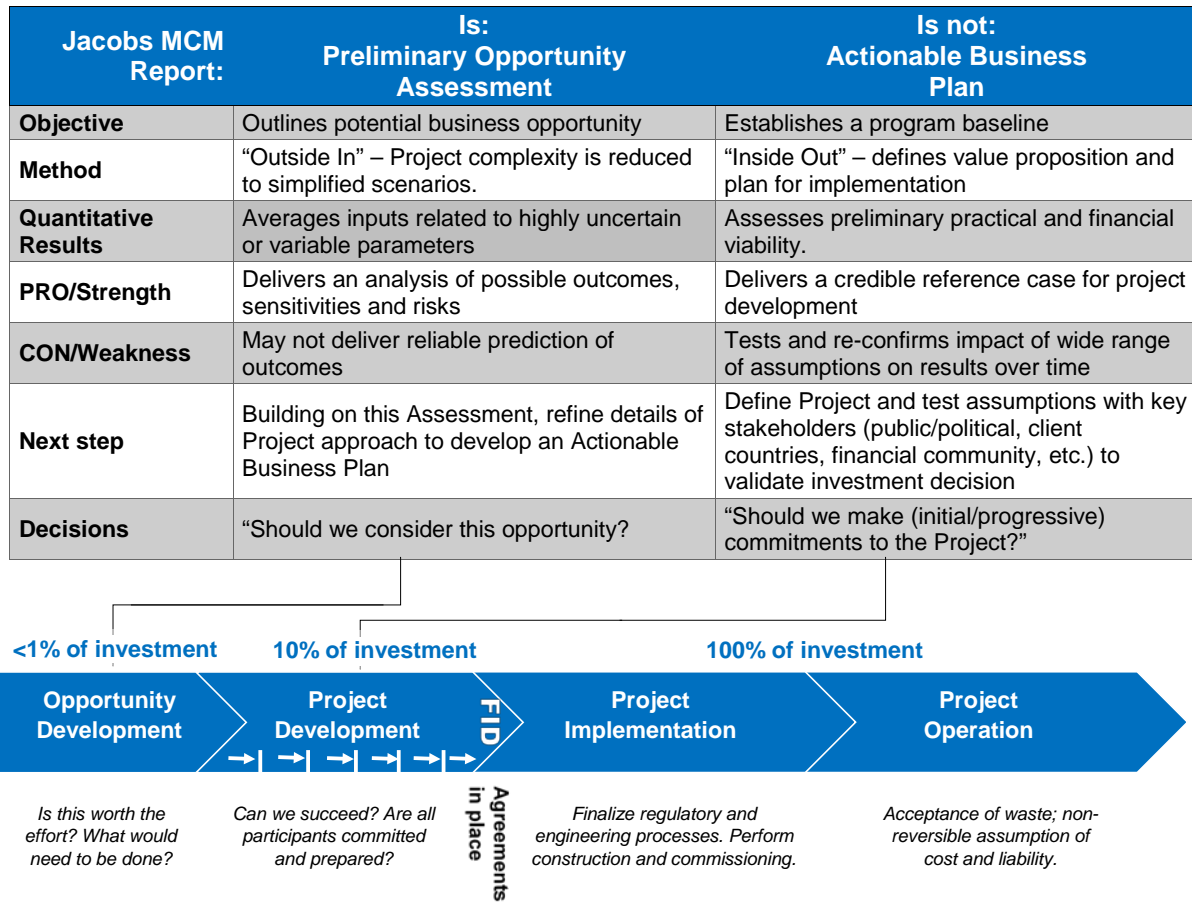 Jacobs MCM
Report:
Is:
Preliminary Opportunity
Assessment
Is not:
Actionable Business
Plan
Objective
Outlines potential business opportunity
Establishes a program baseline
Method
“Outside In” – Project complexity is reduced
to simplified scenarios.
“Inside Out” – defines value proposition and
plan for implementation
Quantitative
Results
Averages inputs related to highly uncertain
or variable parameters
Assesses preliminary practical and financial
viability.
PRO/Strength
Delivers an analysis of possible outcomes,
sensitivities and risks
Delivers a credible reference case for project
development
CON/Weakness
May not deliver reliable prediction of
outcomes
Tests and re-confirms impact of wide range
of assumptions on results over time
Next step
Building on this Assessment, refine details of
Project approach to develop an Actionable
Business Plan
Define Project and test assumptions with key
stakeholders (public/political, client
countries, financial community, etc.) to
validate investment decision
Decisions
“Should we consider this opportunity?
“Should we make (initial/progressive)
commitments to the Project?”
<1% of investment
10% of investment
100% of investment
Opportunity
Development
Project
Development
FID
Project
Implementation
Project
Operation
Is this worth the
effort? What would
need to be done?
Can we succeed? Are all
participants committed
and prepared?
Agreements
in place
Finalize regulatory and
engineering processes. Perform
construction and commissioning.
Acceptance of waste; non-
reversible assumption of
cost and liability.